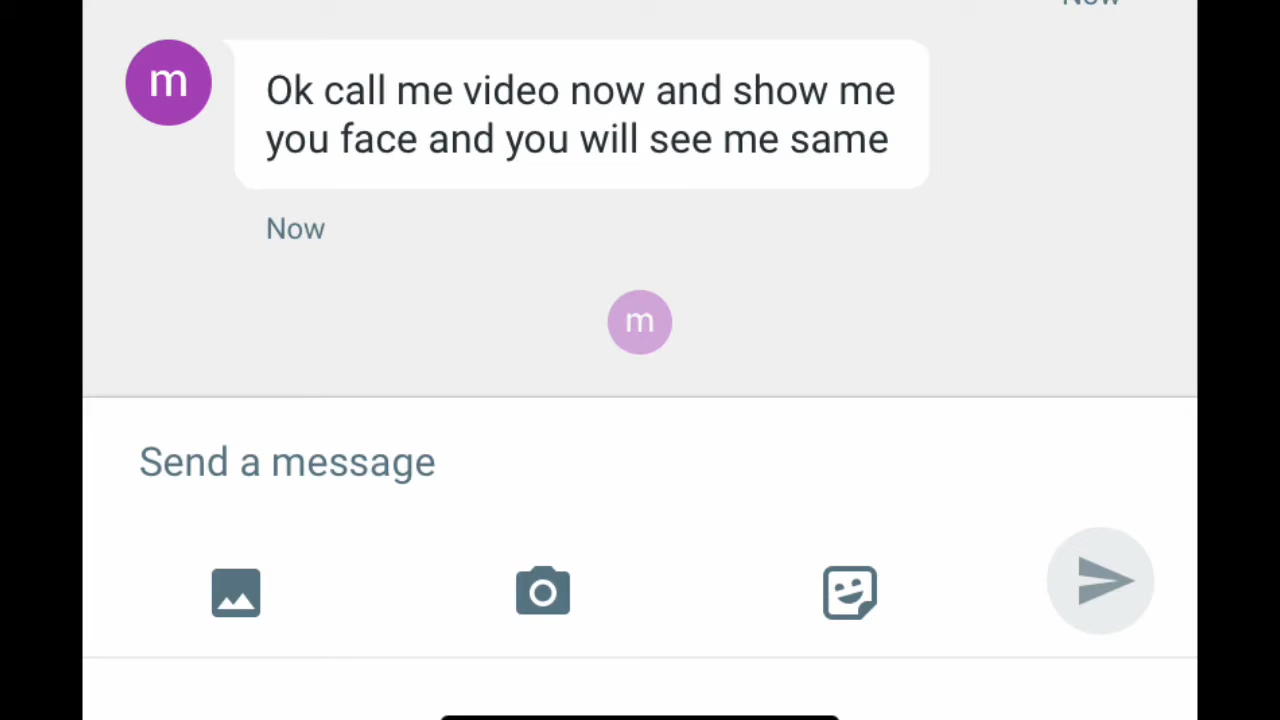 Now
m
Ok call me video now and show me
you face and you will see me same
Now
m
Send a message